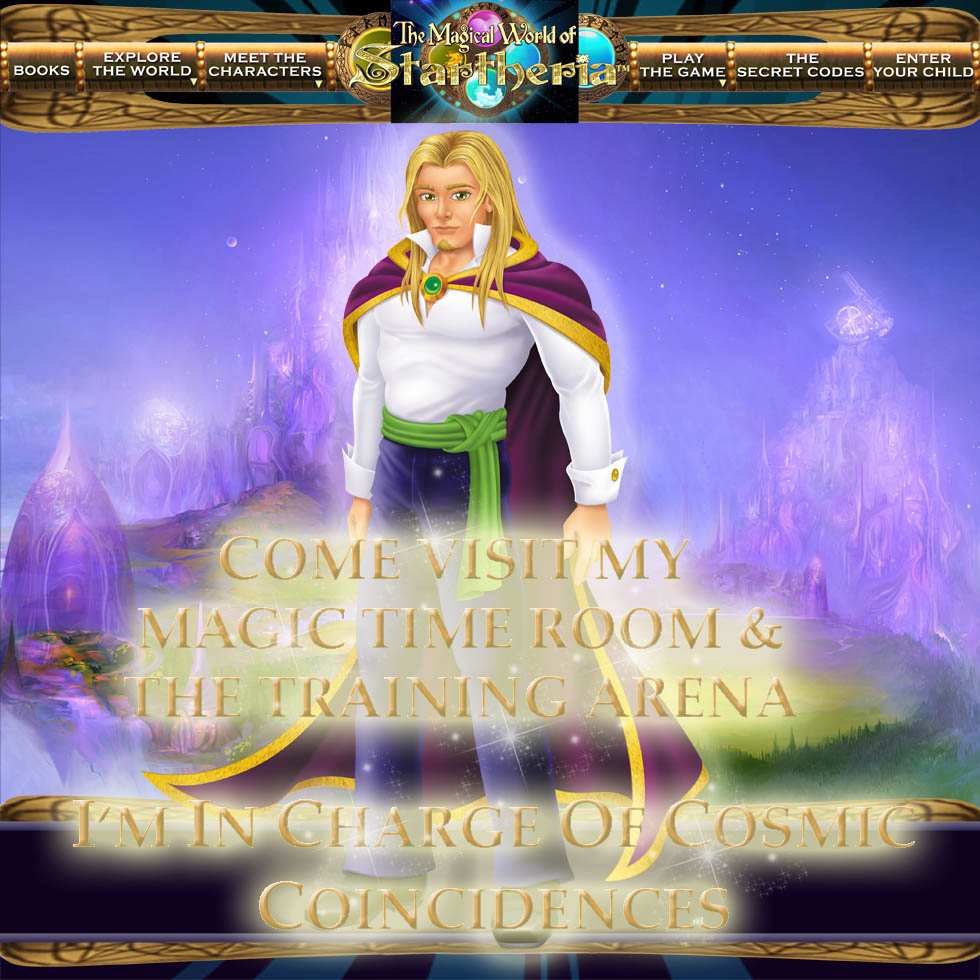 The Magical World of
Startheria™
BOOKS
EXPLORE
THE WORLD
MEET THE
CHARACTERS
PLAY
THE GAME
THE
SECRET CODES
ENTER
YOUR CHILD
COME VISIT MY
MAGIC TIME ROOM &
THE TRAINING ARENA
I'M IN CHARGE OF COSMIC
COINCIDENCES